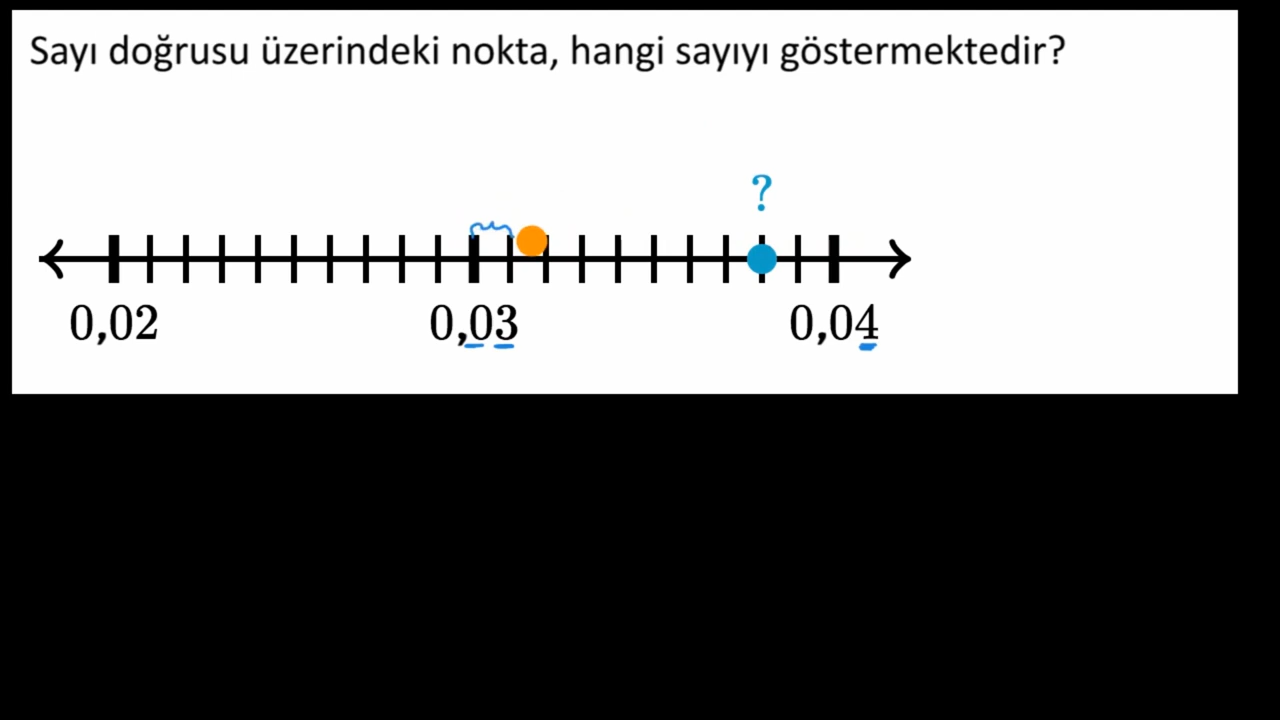 Sayı doğrusu üzerindeki nokta, hangi sayıyı göstermektedir?
?
0,02 0,03 0,04